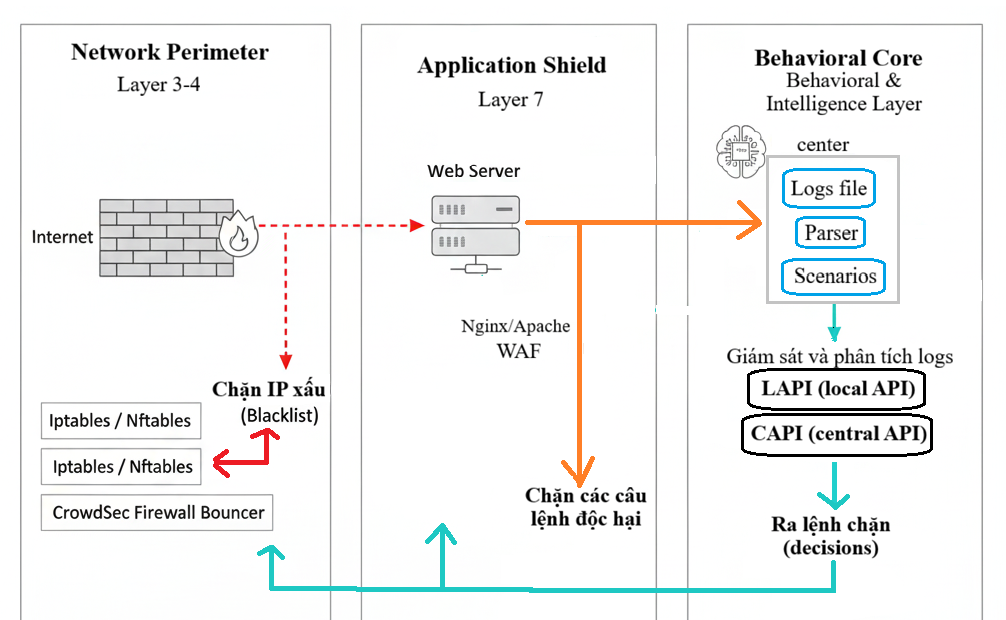 Network Perimeter
Layer 3-4
Internet
Chặn IP xấu
(Blacklist)
Iptables / Nftables
Iptables / Nftables
CrowdSec Firewall Bouncer
Application Shield
Layer 7
Web Server
Nginx/Apache
WAF
Chặn các câu
lệnh độc hại
Behavioral Core
Behavioral &
Intelligence Layer
center
Logs file
Parser
Scenarios
Giám sát và phân tích logs
LAPI (local API)
CAPI (central API)
Ra lệnh chặn
(decisions)